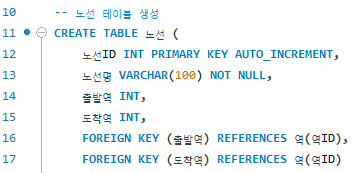 10 -- 노선 테이블 생성
11 CREATE TABLE 노선 (
12 노선ID INT PRIMARY KEY AUTO_INCREMENT,
13 노선명 VARCHAR(100) NOT NULL,
14 출발역 INT,
15 도착역 INT,
16 FOREIGN KEY (출발역) REFERENCES 역(역ID),
17 FOREIGN KEY (도착역) REFERENCES 역(역ID)